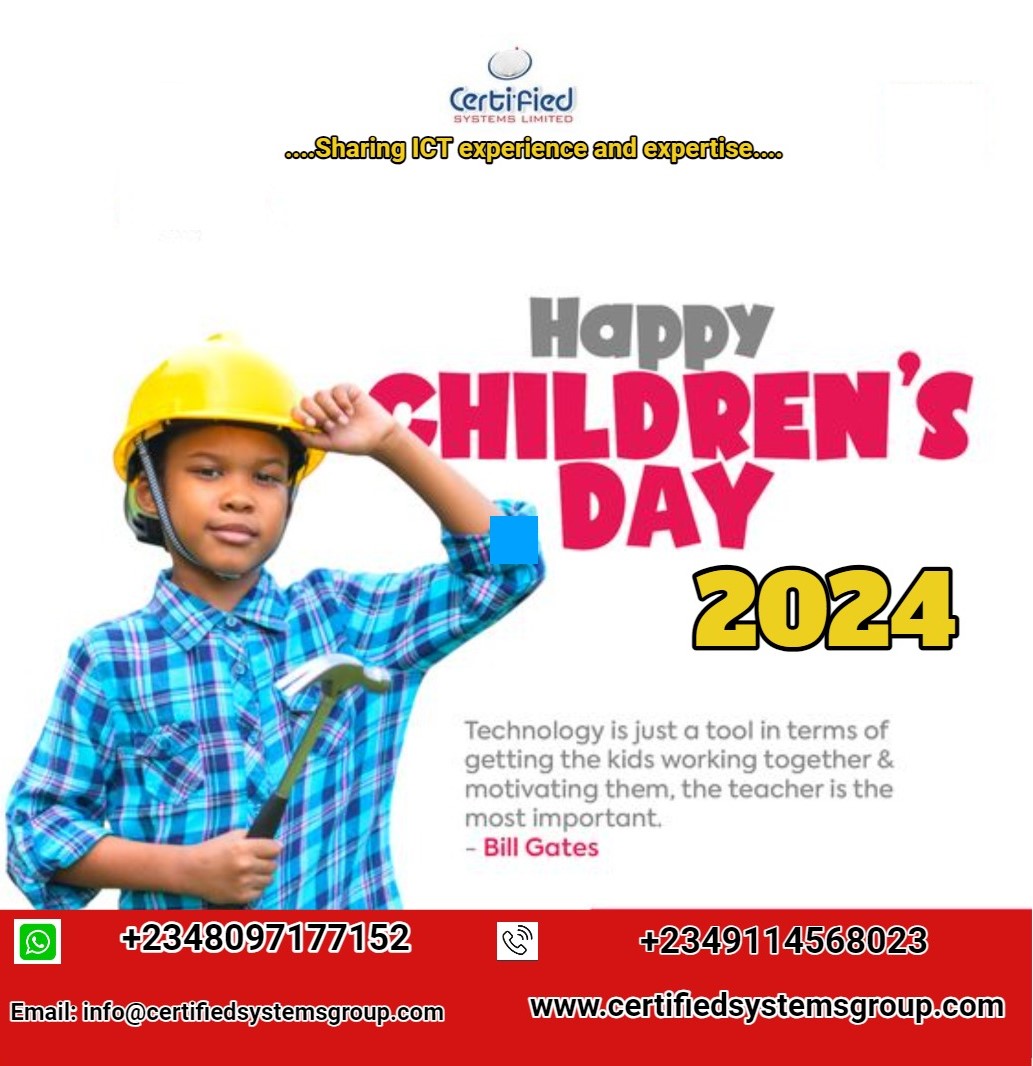 Certified
SYSTEMS LIMITED
....Sharing ICT experience and expertise....
Happy
CHILDREN'S
DAY
2024
Technology is just a tool in terms of
getting the kids working together &
motivating them, the teacher is the
most important.
- Bill Gates
+2348097177152
+2349114568023
Email: info@certifiedsystemsgroup.com
www.certifiedsystemsgroup.com